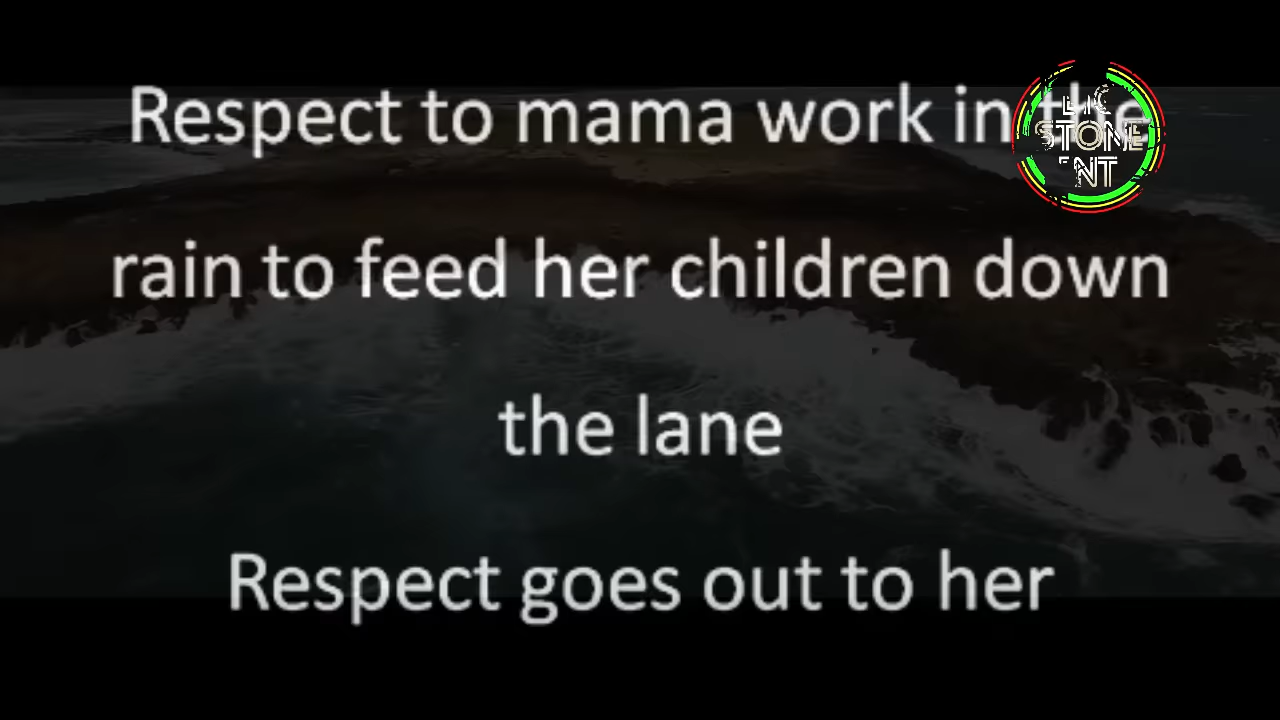 Respect to mama work in the
STONE
rain to feed her children down
the lane
Respect goes out to her